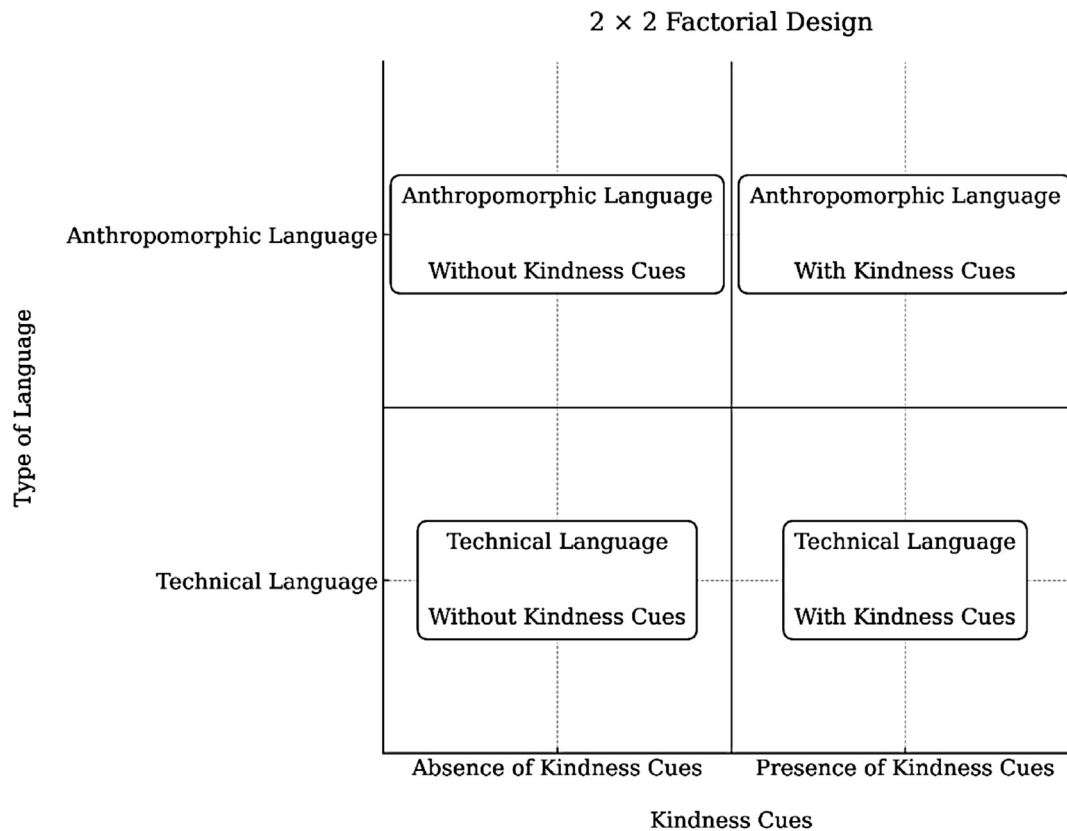 2 × 2 Factorial Design
Type of Language
Anthropomorphic Language
Anthropomorphic Language
Without Kindness Cues
Anthropomorphic Language
With Kindness Cues
Technical Language
Technical Language
Without Kindness Cues
Technical Language
With Kindness Cues
Absence of Kindness Cues
Presence of Kindness Cues
Kindness Cues